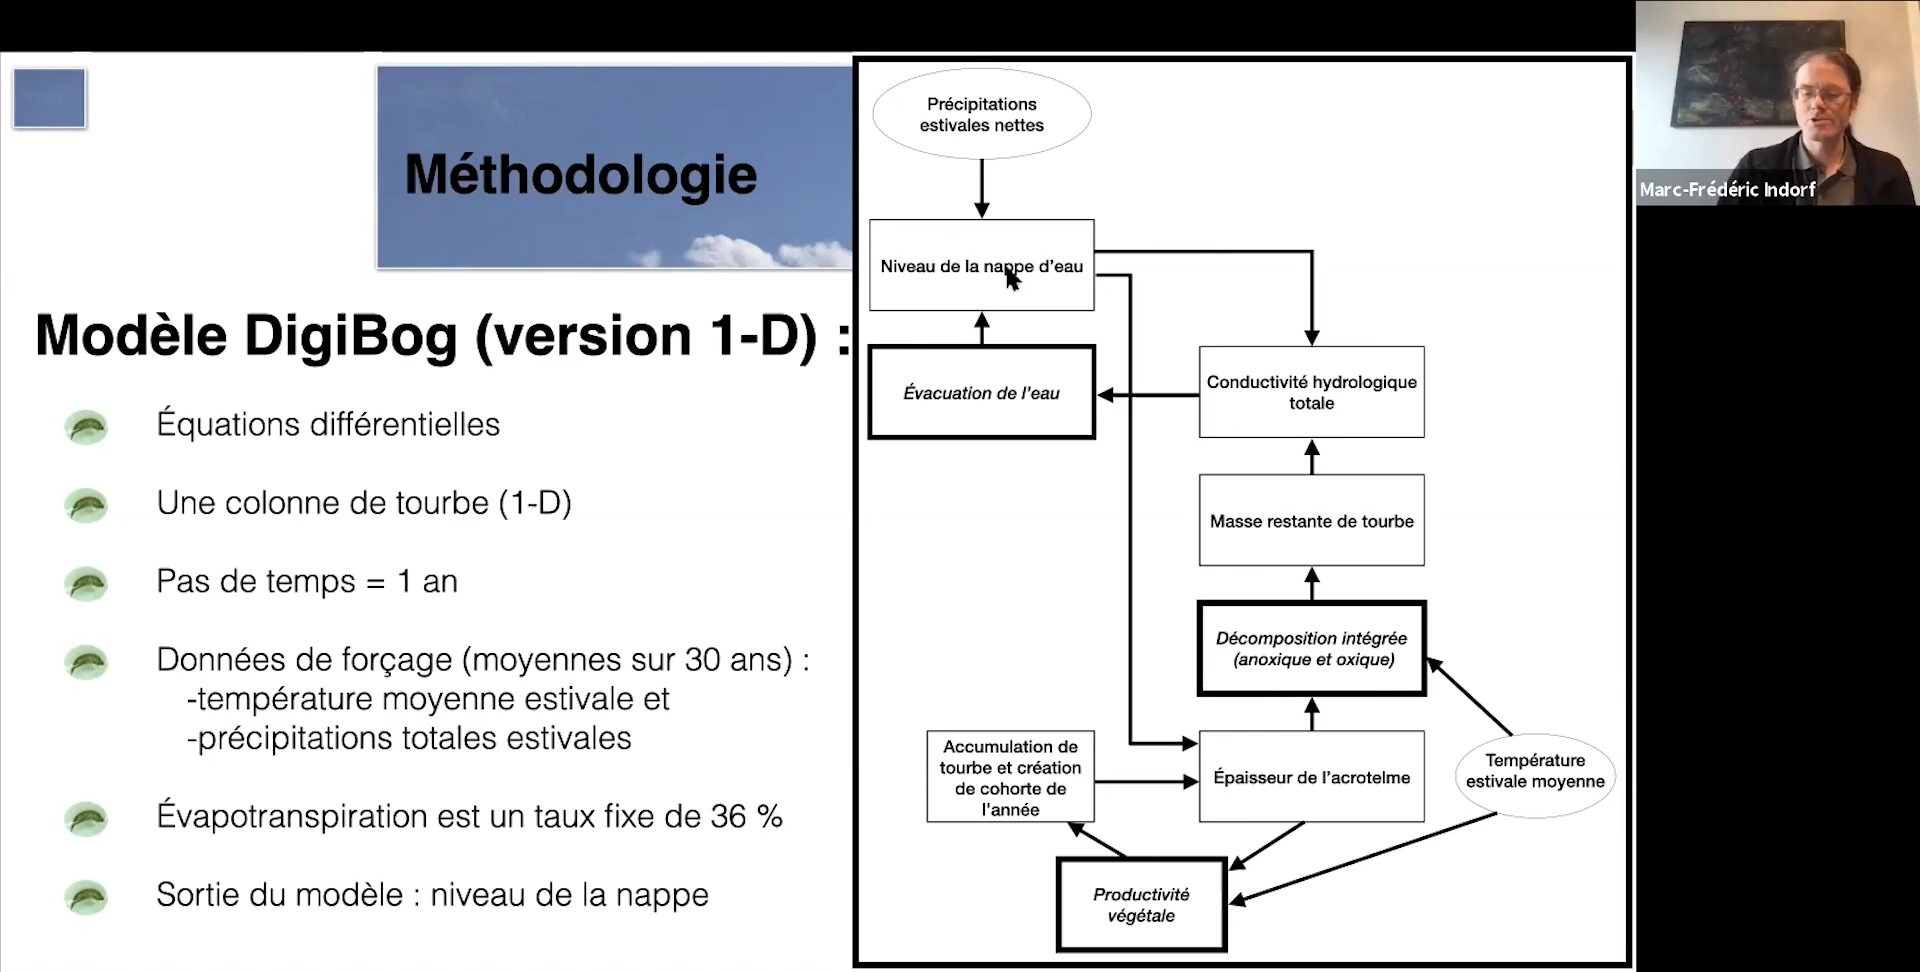 Méthodologie
Modèle DigiBog (version 1-D) :
Équations différentielles
Une colonne de tourbe (1-D)
Pas de temps = 1 an
Données de forçage (moyennes sur 30 ans) :
-température moyenne estivale et
-précipitations totales estivales
Évapotranspiration est un taux fixe de 36 %
Sortie du modèle : niveau de la nappe
Précipitations
estivales nettes
Niveau de la nappe d'eau
Évacuation de l'eau
Conductivité hydrologique
totale
Masse restante de tourbe
Décomposition intégrée
(anoxique et oxique)
Accumulation de
tourbe et création
de cohorte de
l'année
Épaisseur de l'acrotelme
Température
estivale moyenne
Productivité
végétale
Marc-Frédéric Indorf